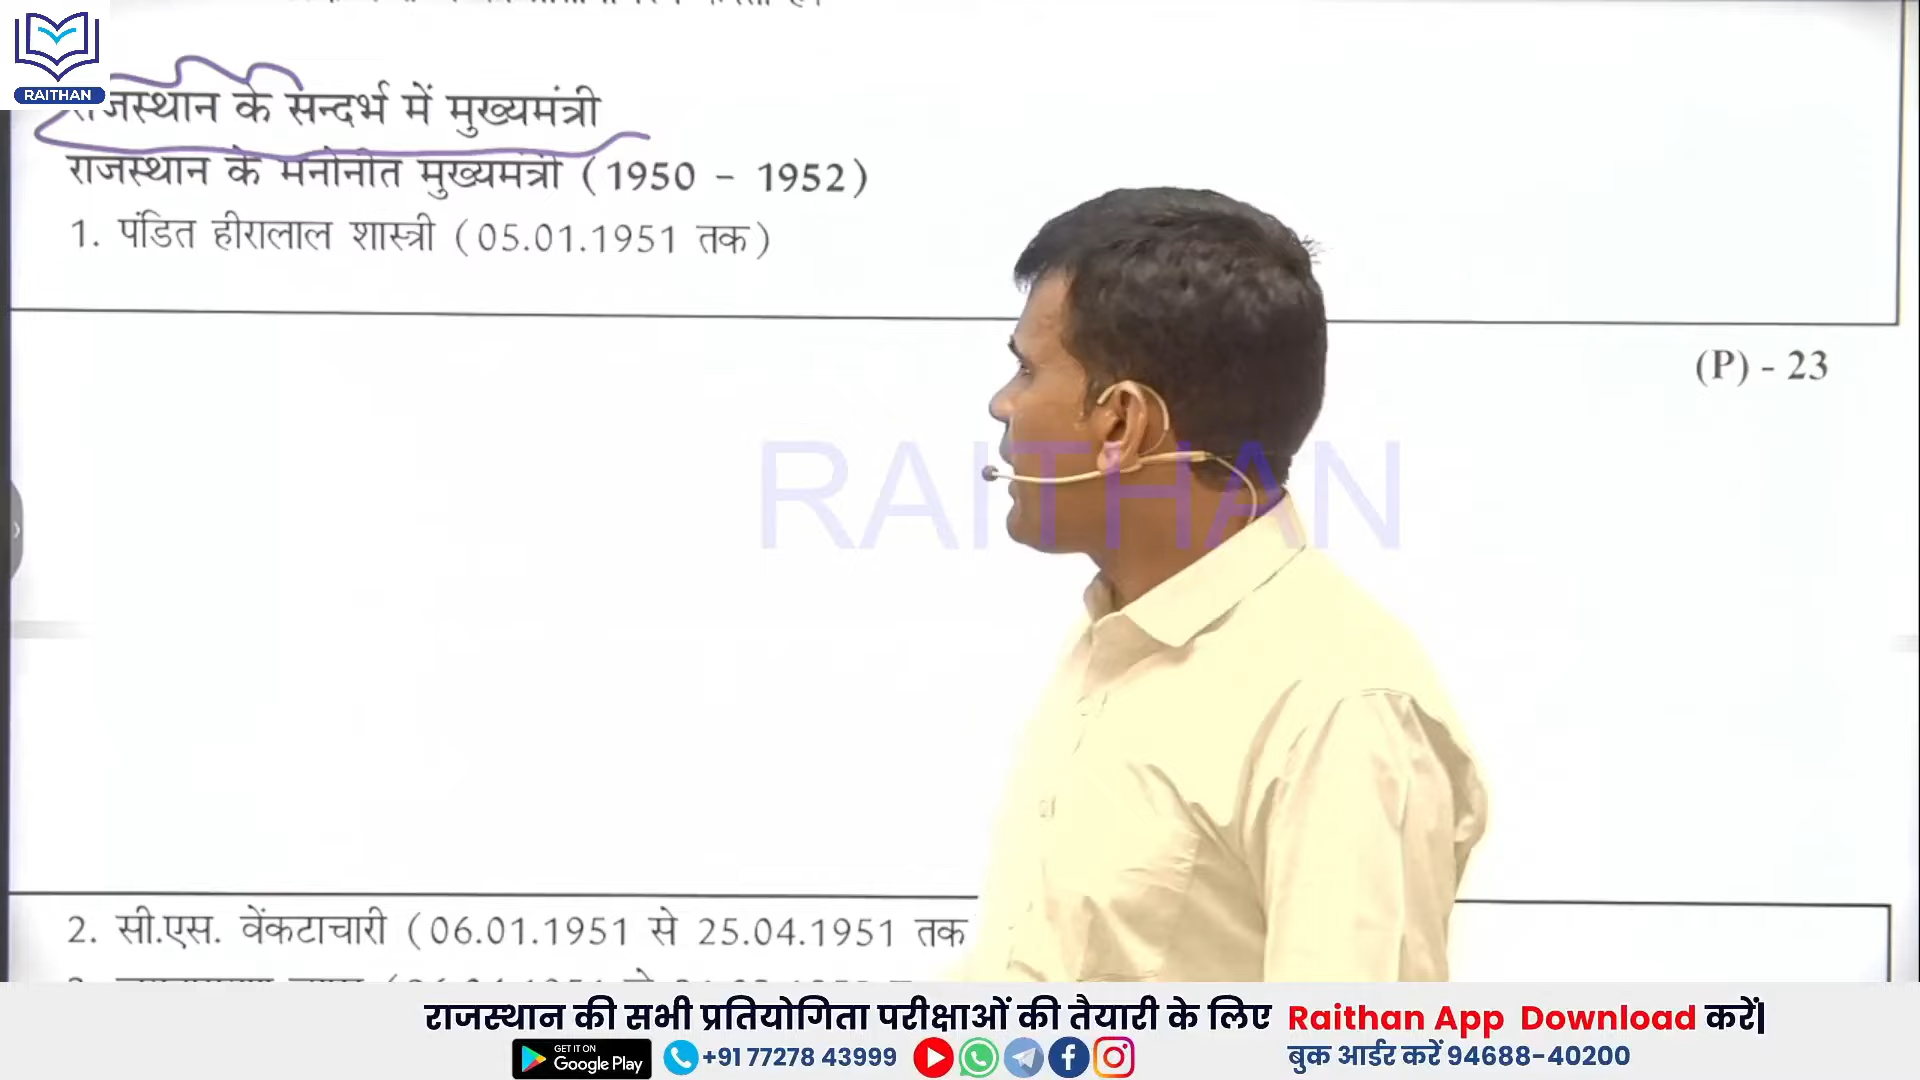 RAITHAN
राजस्थान के सन्दर्भ में मुख्यमंत्री
राजस्थान के मनोनीत मुख्यमंत्री (1950 - 1952)
1. पंडित हीरालाल शास्त्री (05.01.1951 तक)
(P) - 23
RAITHAN
2. सी.एस. वेंकटाचारी (06.01.1951 से 25.04.1951 तक
राजस्थान की सभी प्रतियोगिता परीक्षाओं की तैयारी के लिए Raithan App Download करें|
GET IT ON
Google Play
+91 77278 43999
बुक आर्डर करें 94688-40200